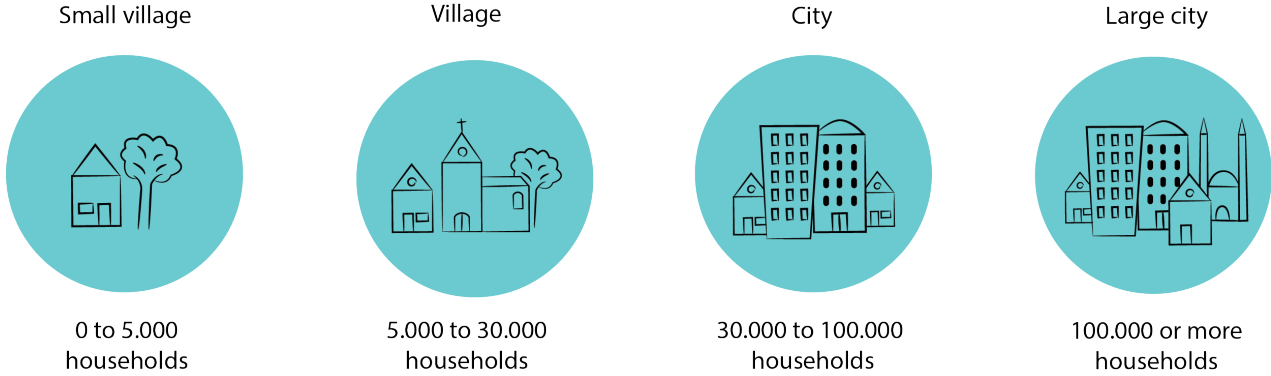 Small village
Village
City
Large city
0 to 5.000
households
5.000 to 30.000
households
30.000 to 100.000
households
100.000 or more
households